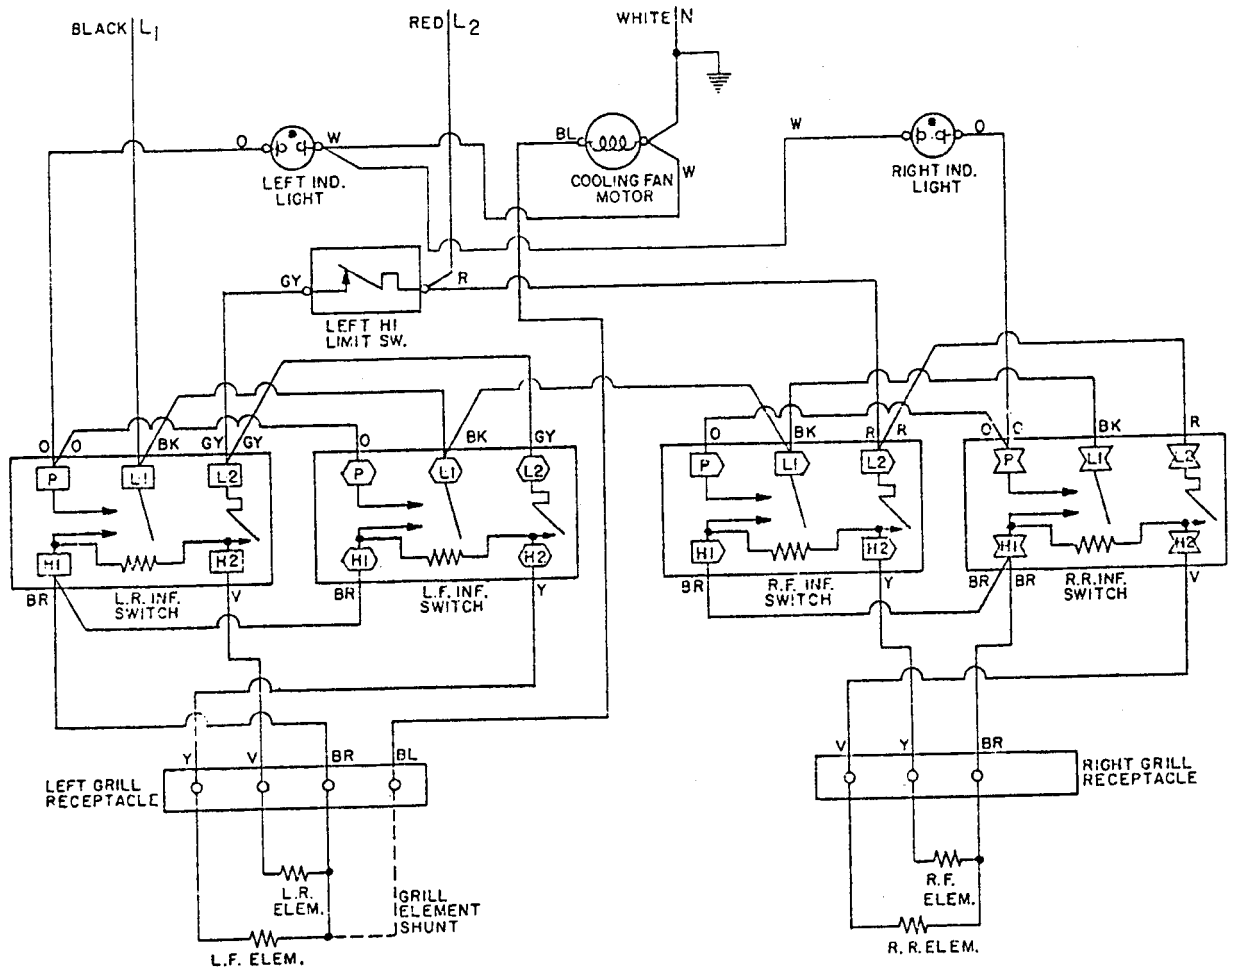 BLACK L1
RED L2
WHITE N
O
W
LEFT IND.
LIGHT
BL
W
COOLING FAN
MOTOR
W
O
RIGHT IND.
LIGHT
GY
R
LEFT HI
LIMIT SW.
O
O
BK
GY
GY
O
BK
GY
O
BK
R
R
O
BK
R
P
L1
L2
P
L1
L2
P
L1
L2
P
L1
L2
H1
H2
H1
H2
H1
H2
H1
H2
BR
L.R. INF.
SWITCH
V
BR
L.F. INF.
SWITCH
Y
BR
R.F. INF.
SWITCH
Y
BR
BR
R.R. INF.
SWITCH
V
Y
V
BR
BL
LEFT GRILL
RECEPTACLE
V
Y
BR
RIGHT GRILL
RECEPTACLE
L.R.
ELEM.
GRILL
ELEMENT
SHUNT
L.F. ELEM.
R.F.
ELEM.
R.R. ELEM.